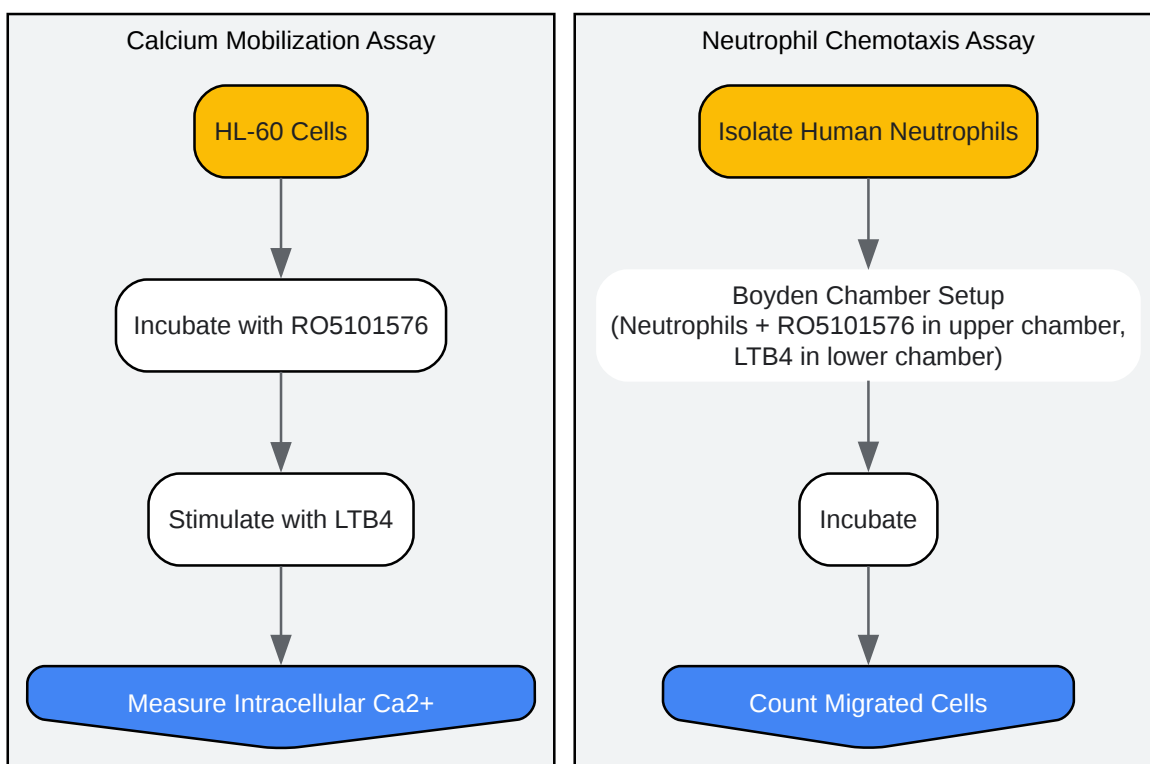 Calcium Mobilization Assay
HL-60 Cells
Incubate with RO5101576
Stimulate with LTB4
Measure Intracellular Ca2+
Neutrophil Chemotaxis Assay
Isolate Human Neutrophils
Boyden Chamber Setup
(Neutrophils + RO5101576 in upper chamber,
LTB4 in lower chamber)
Incubate
Count Migrated Cells